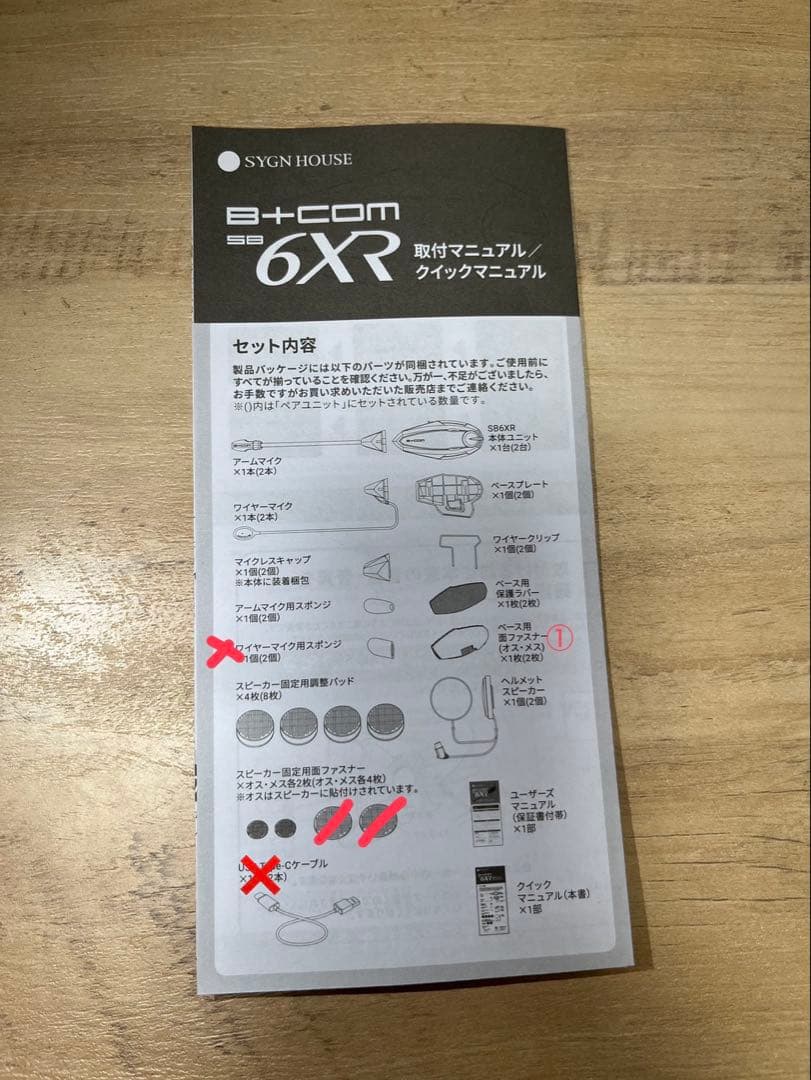 SYGN HOUSE
B+COM
SB
6XR
取付マニュアル/
クイックマニュアル
セット内容
製品パッケージには以下のパーツが同梱されています。ご使用前に
すべてが揃っていることを確認ください。万が一、不足がございましたら、
お手数ですがお買い求めいただいた販売店までご連絡ください。
※()内は「ペアユニット」にセットされている数量です。
アームマイク
×1本(2本)
B+COM
SB6XR
本体ユニット
×1台(2台)
ワイヤーマイク
×1本(2本)
ベースプレート
×1個(2個)
マイクレスキャップ
×1個(2個)
※本体に装着梱包
ワイヤークリップ
×1個(2個)
アームマイク用スポンジ
×1個(2個)
ベース用
保護ラバー
×1枚(2枚)
ワイヤーマイク用スポンジ
1個(2個)
ベース用
面ファスナー
(オス・メス)
×1枚(2枚)
①
スピーカー固定用調整パッド
×4枚(8枚)
ヘルメット
スピーカー
×1個(2個)
スピーカー固定用面ファスナー
×オス・メス各2枚(オス・メス各4枚)
※オスはスピーカーに貼付けされています。
ユーザーズ
マニュアル
(保証書付帯)
×1部
e-Cケーブル
2本)
クイック
マニュアル(本書)
×1部